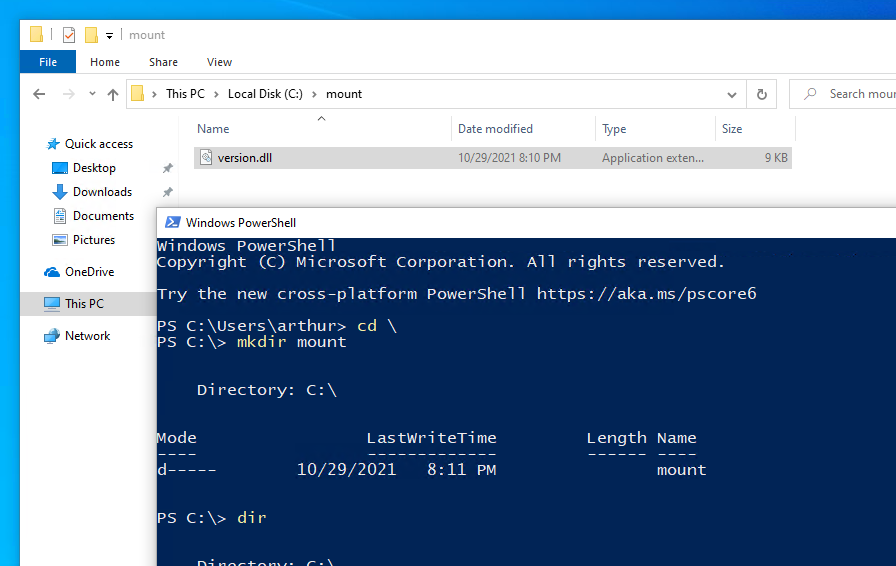 mount
File Home Share View
This PC Local Disk (C:) mount Search mour
Name Date modified Type Size
version.dll 10/29/2021 8:10 PM Application exten... 9 KB
Quick access
Desktop
Downloads
Documents
Pictures
OneDrive
This PC
Network
Windows PowerShell
Windows PowerShell
Copyright (C) Microsoft Corporation. All rights reserved.
Try the new cross-platform PowerShell https://aka.ms/pscore6
PS C:\Users\arthur> cd \
PS C:\> mkdir mount
Directory: C:\
Mode LastWriteTime Length Name
---- ------------- ------ ----
d----- 10/29/2021 8:11 PM mount
PS C:\> dir
Directory: C:\